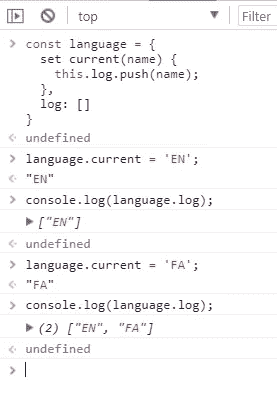 top
Filter
> const language = {
set current(name) {
this.log.push(name);
},
log: []
}
< undefined
> language.current = 'EN';
< "EN"
> console.log(language.log);
▶ ["EN"]
< undefined
> language.current = 'FA';
< "FA"
> console.log(language.log);
▶ (2) ["EN", "FA"]
< undefined
>